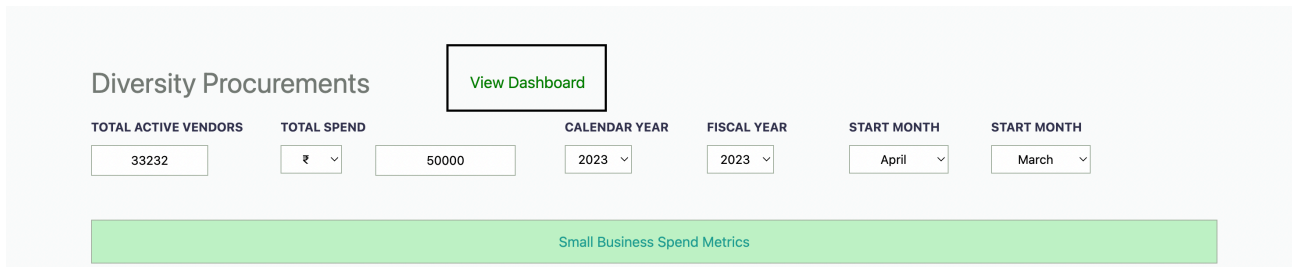 Diversity Procurements View Dashboard
TOTAL ACTIVE VENDORS TOTAL SPEND CALENDAR YEAR FISCAL YEAR START MONTH START MONTH
33232 ₹ 50000 2023 2023 April March
Small Business Spend Metrics